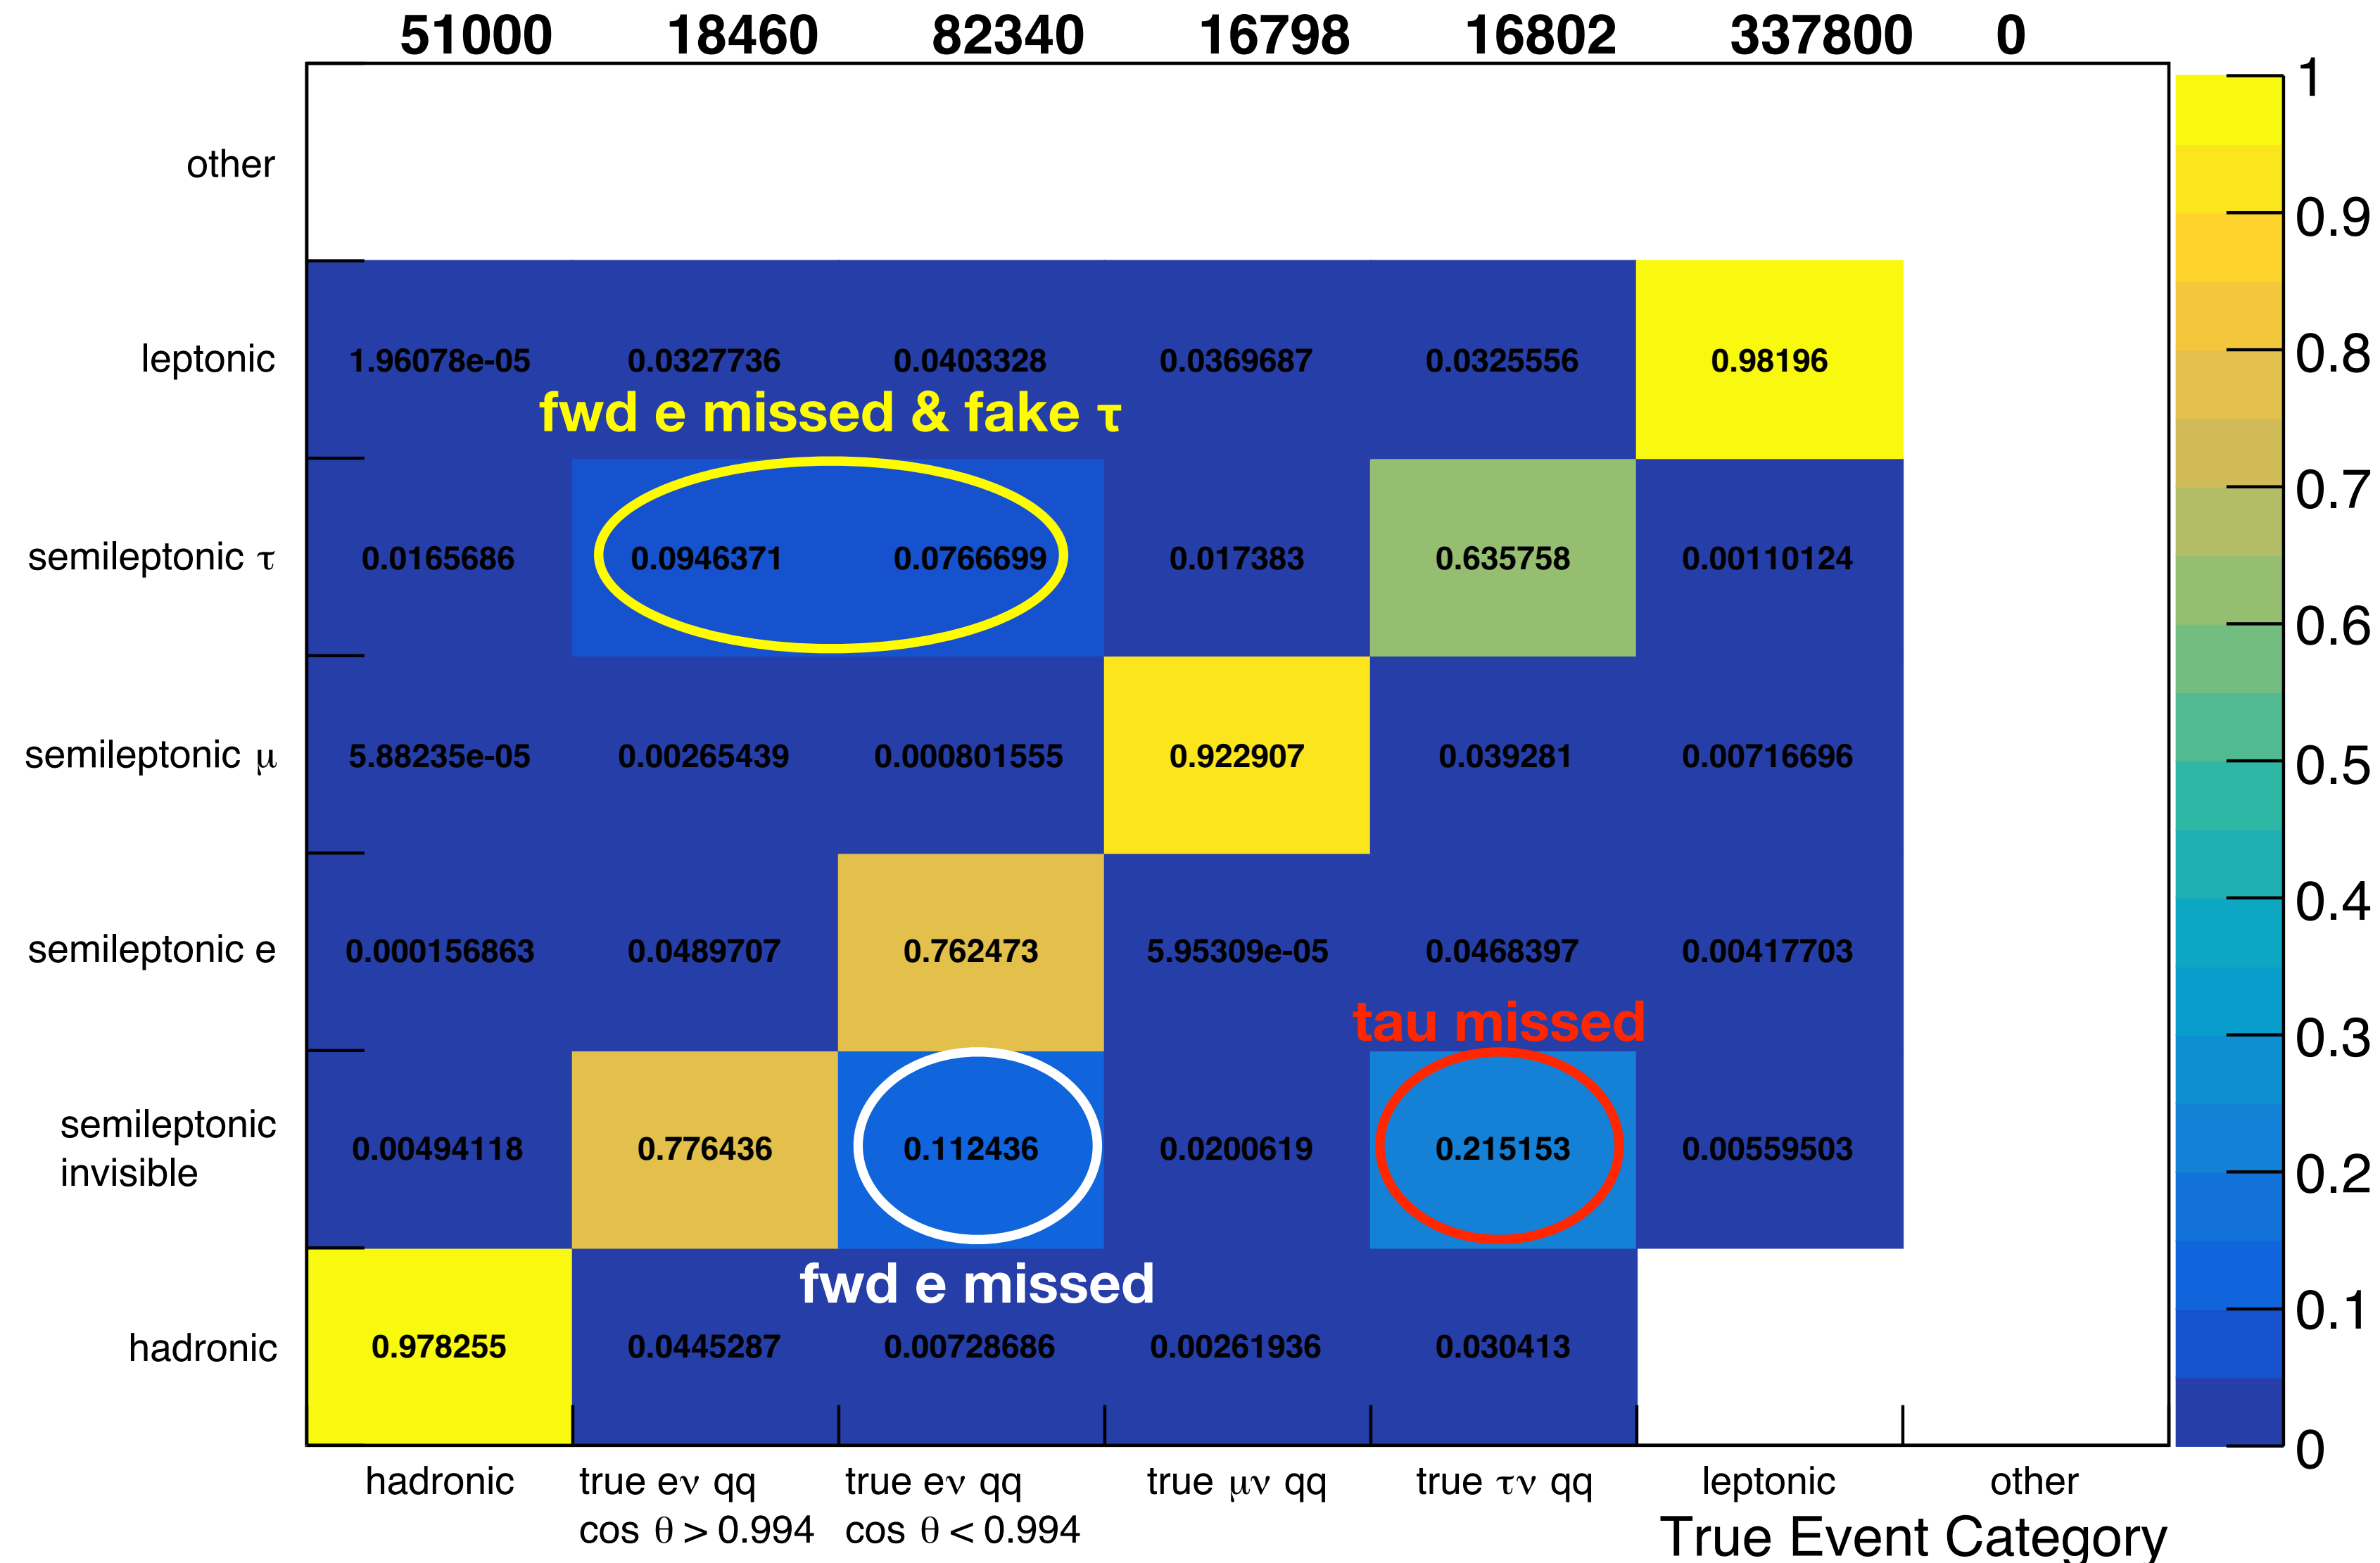 51000 18460 82340 16798 16802 337800 0
1
other
0.9
leptonic 1.96078e-05 0.0327736 0.0403328 0.0369687 0.0325556 0.98196
0.8
fwd e missed & fake τ
0.7
semileptonic τ 0.0165686 0.0946371 0.0766699 0.017383 0.635758 0.00110124
0.6
semileptonic μ 5.88235e-05 0.00265439 0.000801555 0.922907 0.039281 0.00716696
0.5
0.4
semileptonic e 0.000156863 0.0489707 0.762473 5.95309e-05 0.0468397 0.00417703
tau missed
0.3
semileptonic
invisible
0.00494118 0.776436 0.112436 0.0200619 0.215153 0.00559503
0.2
fwd e missed
0.1
hadronic 0.978255 0.0445287 0.00728686 0.00261936 0.030413
0
hadronic
true eν qq
cos θ > 0.994
true eν qq
cos θ < 0.994
true μν qq
true τν qq
leptonic
other
True Event Category